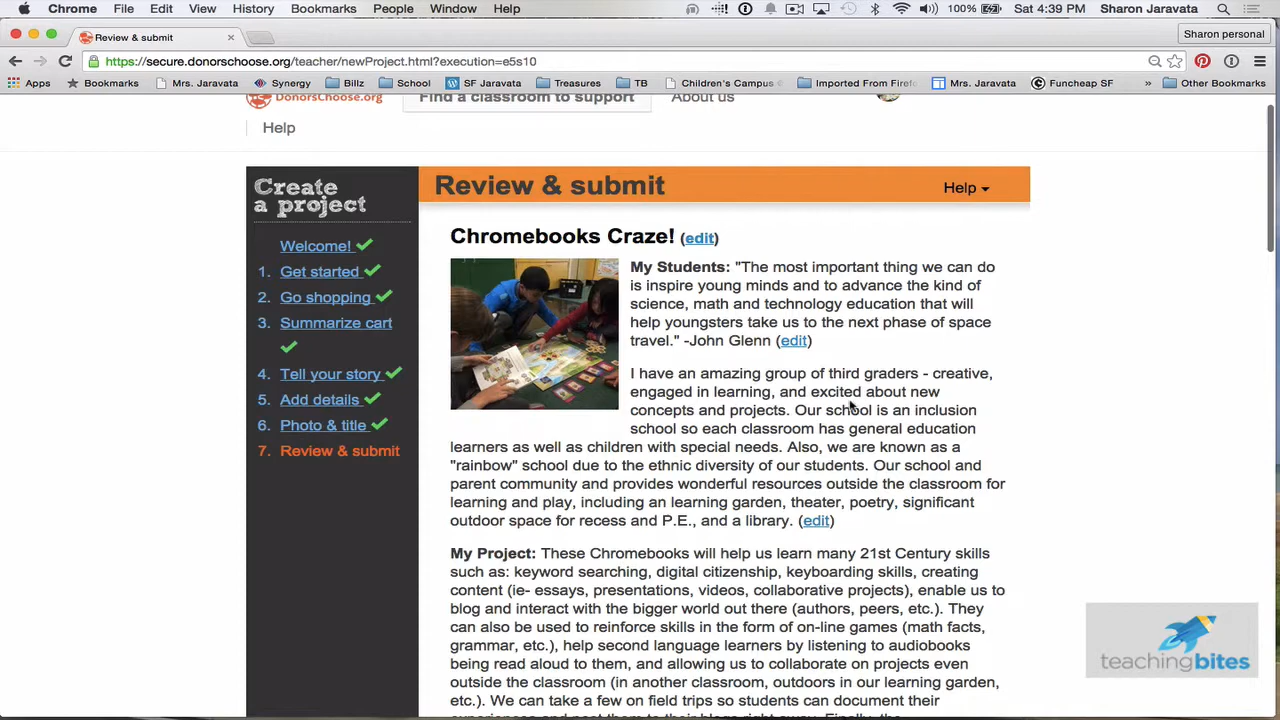 Chrome File Edit View History Bookmarks People Window Help 100% Sat 4:39 PM Sharon Jaravata
Review & submit Sharon personal
https://secure.donorschoose.org/teacher/newProject.html?execution=e5s10
Apps Bookmarks Mrs. Jaravata Synergy Billz School SF Jaravata Treasures TB Children's Campus Imported From Firefo Mrs. Jaravata Funcheap SF » Other Bookmarks
DonorsChoose.org Find a classroom to support About us
Help
Create
a project
Welcome!
1. Get started
2. Go shopping
3. Summarize cart
4. Tell your story
5. Add details
6. Photo & title
7. Review & submit
Review & submit Help
Chromebooks Craze! (edit)
My Students: "The most important thing we can do
is inspire young minds and to advance the kind of
science, math and technology education that will
help youngsters take us to the next phase of space
travel." -John Glenn (edit)
I have an amazing group of third graders - creative,
engaged in learning, and excited about new
concepts and projects. Our school is an inclusion
school so each classroom has general education
learners as well as children with special needs. Also, we are known as a
"rainbow" school due to the ethnic diversity of our students. Our school and
parent community and provides wonderful resources outside the classroom for
learning and play, including an learning garden, theater, poetry, significant
outdoor space for recess and P.E., and a library. (edit)
My Project: These Chromebooks will help us learn many 21st Century skills
such as: keyword searching, digital citizenship, keyboarding skills, creating
content (ie- essays, presentations, videos, collaborative projects), enable us to
blog and interact with the bigger world out there (authors, peers, etc.). They
can also be used to reinforce skills in the form of on-line games (math facts,
grammar, etc.), help second language learners by listening to audiobooks
being read aloud to them, and allowing us to collaborate on projects even
outside the classroom (in another classroom, outdoors in our learning garden,
etc.). We can take a few on field trips so students can document their
experiences and post them to their blogs right away. Finally, the
teachingbites